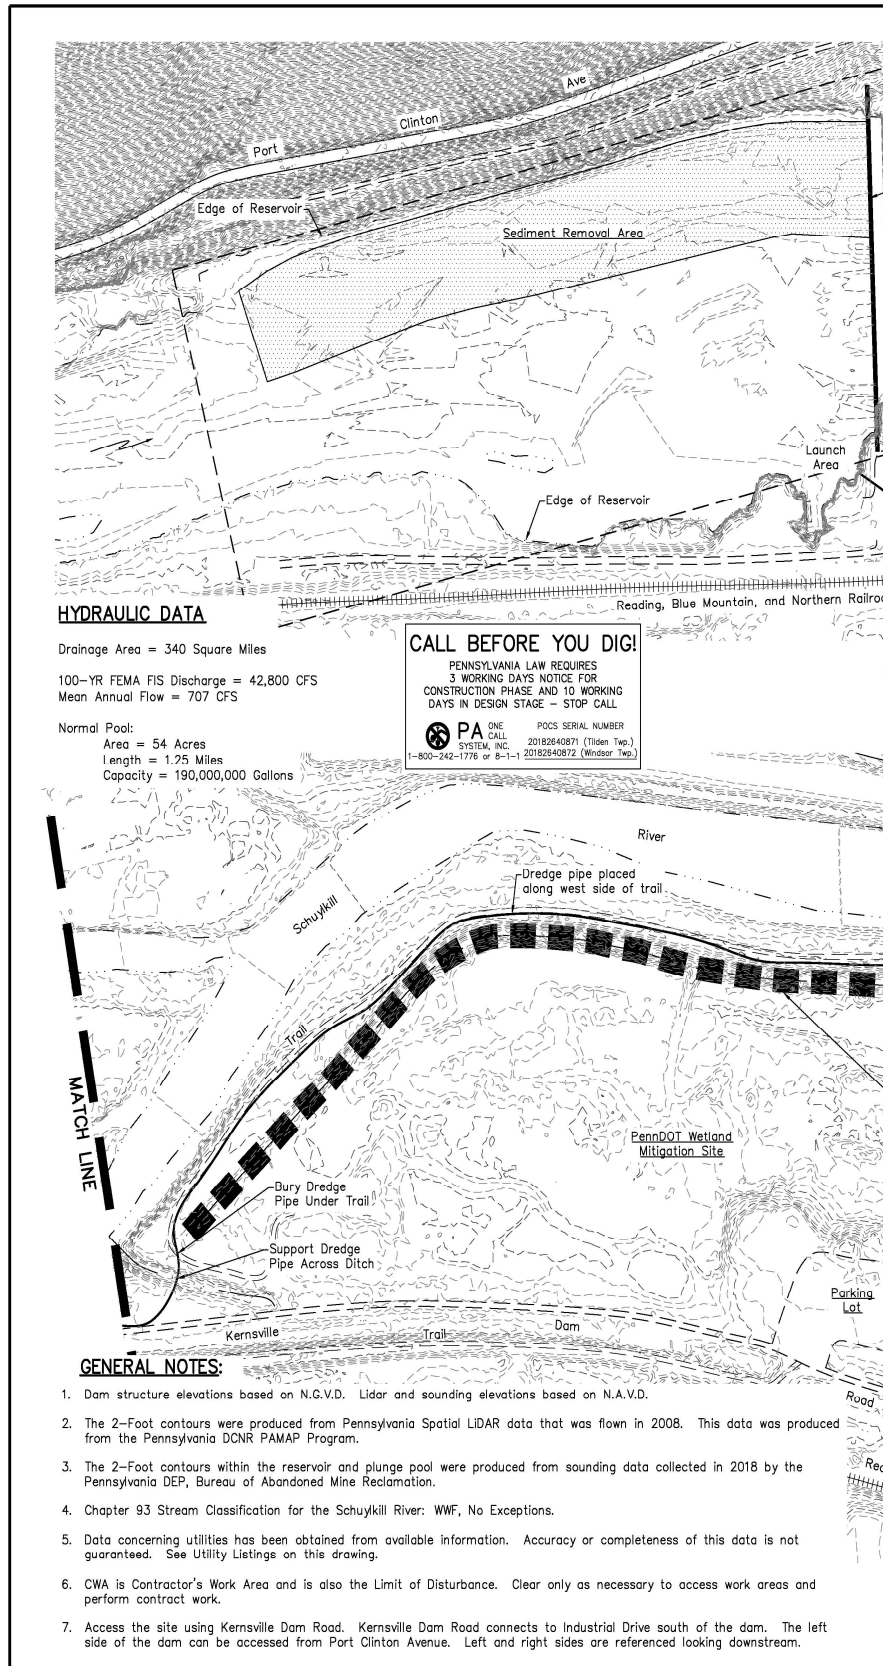 Port Clinton Ave
Edge of Reservoir
Sediment Removal Area
Launch
Area
Edge of Reservoir
Reading, Blue Mountain, and Northern Railro
HYDRAULIC DATA
Drainage Area = 340 Square Miles
100-YR FEMA FIS Discharge = 42,800 CFS
Mean Annual Flow = 707 CFS
Normal Pool:
Area = 54 Acres
Length = 1.25 Miles
Capacity = 190,000,000 Gallons
CALL BEFORE YOU DIG!
PENNSYLVANIA LAW REQUIRES
3 WORKING DAYS NOTICE FOR
CONSTRUCTION PHASE AND 10 WORKING
DAYS IN DESIGN STAGE - STOP CALL
PA ONE
CALL
SYSTEM, INC.
1-800-242-1776 or 8-1-1
POCS SERIAL NUMBER
20182640871 (Tilden Twp.)
20182640872 (Windsor Twp.)
Schuylkill River
Dredge pipe placed
along west side of trail
Trail
MATCH LINE
PennDOT Wetland
Mitigation Site
Bury Dredge
Pipe Under Trail
Support Dredge
Pipe Across Ditch
Parking
Lot
Kernsville Dam Road
Trail
Rea
GENERAL NOTES:
1. Dam structure elevations based on N.G.V.D. Lidar and sounding elevations based on N.A.V.D.
2. The 2-Foot contours were produced from Pennsylvania Spatial LiDAR data that was flown in 2008. This data was produced
from the Pennsylvania DCNR PAMAP Program.
3. The 2-Foot contours within the reservoir and plunge pool were produced from sounding data collected in 2018 by the
Pennsylvania DEP, Bureau of Abandoned Mine Reclamation.
4. Chapter 93 Stream Classification for the Schuylkill River: WWF, No Exceptions.
5. Data concerning utilities has been obtained from available information. Accuracy or completeness of this data is not
guaranteed. See Utility Listings on this drawing.
6. CWA is Contractor's Work Area and is also the Limit of Disturbance. Clear only as necessary to access work areas and
perform contract work.
7. Access the site using Kernsville Dam Road. Kernsville Dam Road connects to Industrial Drive south of the dam. The left
side of the dam can be accessed from Port Clinton Avenue. Left and right sides are referenced looking downstream.